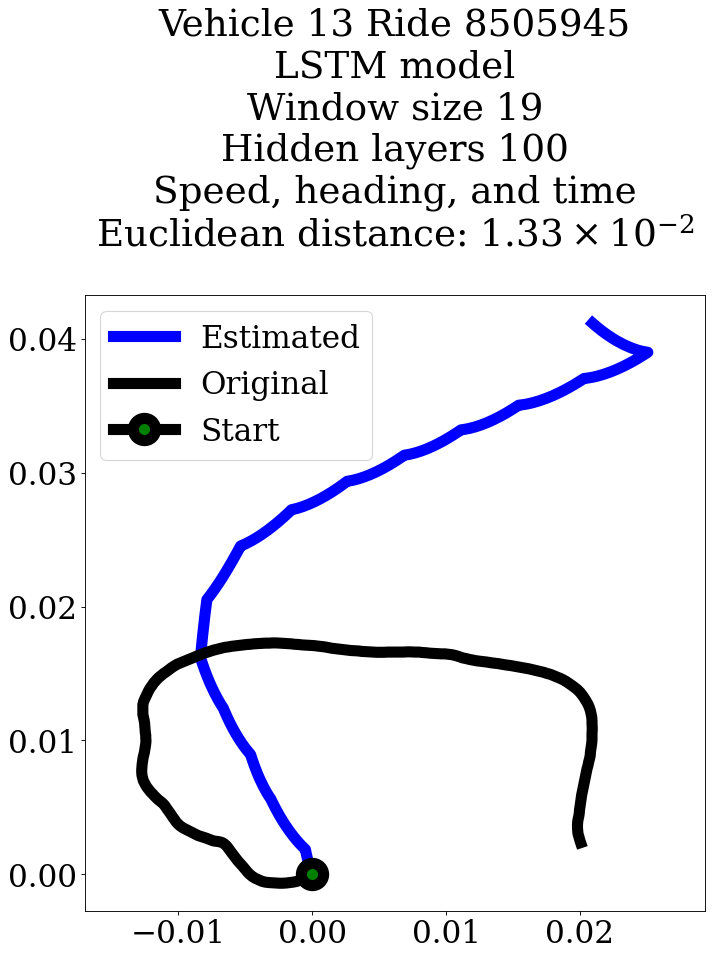 Vehicle 13 Ride 8505945
LSTM model
Window size 19
Hidden layers 100
Speed, heading, and time
Euclidean distance: 1.33 × 10⁻²
Estimated
Original
Start
0.04
0.03
0.02
0.01
0.00
−0.01 0.00 0.01 0.02